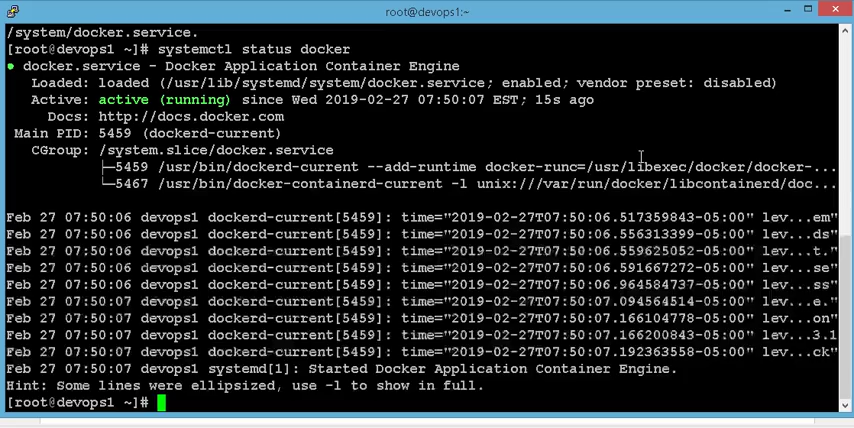 root@devops1:~
/system/docker.service.
[root@devops1 ~]# systemctl status docker
● docker.service - Docker Application Container Engine
Loaded: loaded (/usr/lib/systemd/system/docker.service; enabled; vendor preset: disabled)
Active: active (running) since Wed 2019-02-27 07:50:07 EST; 15s ago
Docs: http://docs.docker.com
Main PID: 5459 (dockerd-current)
CGroup: /system.slice/docker.service
├─5459 /usr/bin/dockerd-current --add-runtime docker-runc=/usr/libexec/docker/docker-...
└─5467 /usr/bin/docker-containerd-current -l unix:///var/run/docker/libcontainerd/doc...
Feb 27 07:50:06 devops1 dockerd-current[5459]: time="2019-02-27T07:50:06.517359843-05:00" lev...em"
Feb 27 07:50:06 devops1 dockerd-current[5459]: time="2019-02-27T07:50:06.556313399-05:00" lev...ds"
Feb 27 07:50:06 devops1 dockerd-current[5459]: time="2019-02-27T07:50:06.559625052-05:00" lev...t."
Feb 27 07:50:06 devops1 dockerd-current[5459]: time="2019-02-27T07:50:06.591667272-05:00" lev...se"
Feb 27 07:50:06 devops1 dockerd-current[5459]: time="2019-02-27T07:50:06.964584737-05:00" lev...ss"
Feb 27 07:50:07 devops1 dockerd-current[5459]: time="2019-02-27T07:50:07.094564514-05:00" lev...e."
Feb 27 07:50:07 devops1 dockerd-current[5459]: time="2019-02-27T07:50:07.166104778-05:00" lev...on"
Feb 27 07:50:07 devops1 dockerd-current[5459]: time="2019-02-27T07:50:07.166200843-05:00" lev...3.1
Feb 27 07:50:07 devops1 dockerd-current[5459]: time="2019-02-27T07:50:07.192363558-05:00" lev...ck"
Feb 27 07:50:07 devops1 systemd[1]: Started Docker Application Container Engine.
Hint: Some lines were ellipsized, use -l to show in full.
[root@devops1 ~]#